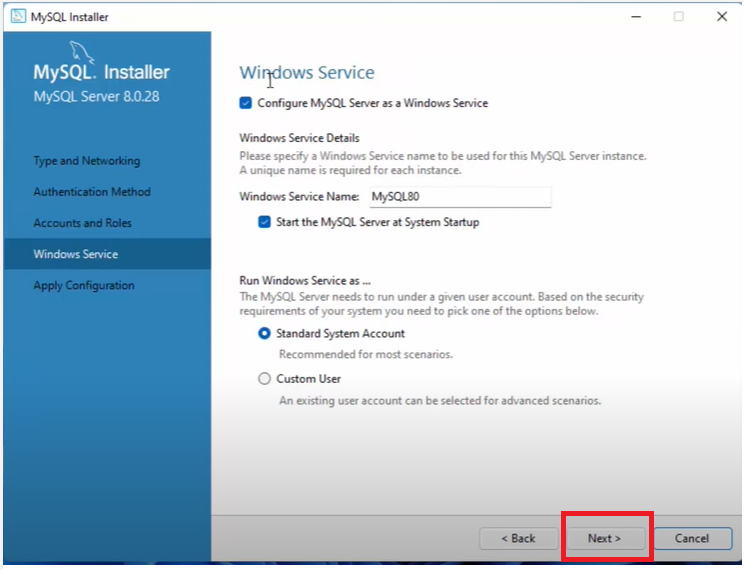 MySQL Installer
MySQL. Installer
MySQL Server 8.0.28
Type and Networking
Authentication Method
Accounts and Roles
Windows Service
Apply Configuration
Windows Service
Configure MySQL Server as a Windows Service
Windows Service Details
Please specify a Windows Service name to be used for this MySQL Server instance.
A unique name is required for each instance.
Windows Service Name: MySQL80
Start the MySQL Server at System Startup
Run Windows Service as ...
The MySQL Server needs to run under a given user account. Based on the security
requirements of your system you need to pick one of the options below.
Standard System Account
Recommended for most scenarios.
Custom User
An existing user account can be selected for advanced scenarios.
< Back Next > Cancel